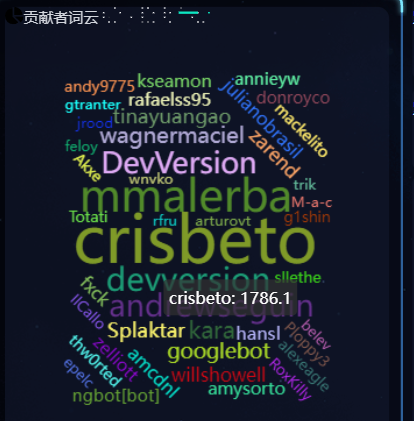 贡献者词云
andy9775
kseamon
annieyw
gtranter
rafaelss95
julianobrasil
donroyco
jrood
tinayuangao
mackelito
feloy
wagnermaciel
zarend
Akxe
DevVersion
wnvko
trik
mmalerba
M-a-c
Totati
rfru
arturovt
g1shin
crisbeto
devversion
sllethe
fxck
crisbeto: 1786.1
andrewseguin
llCallo
Splaktar
kara
hansl
belev
Ploppy3
thw0rted
zelliott
googlebot
alexeagle
epelc
amcdnl
willshowell
RoxKilly
ngbot[bot]
amysorto